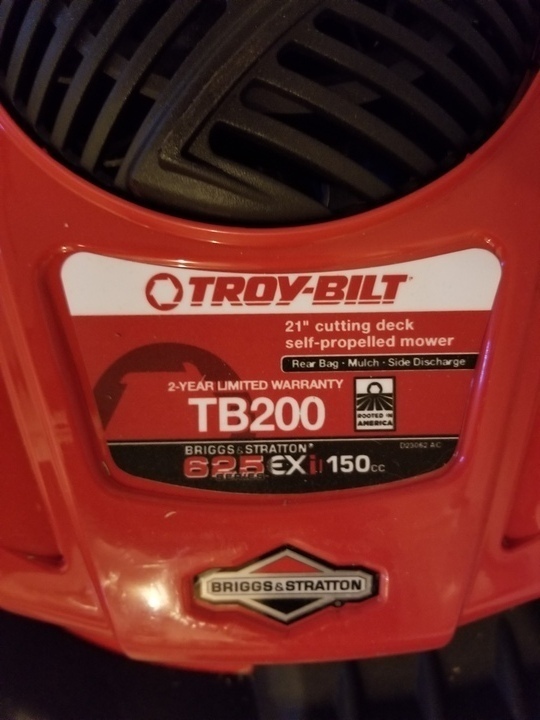 TROY-BILT
21" cutting deck
self-propelled mower
Rear Bag · Mulch · Side Discharge
2-YEAR LIMITED WARRANTY
TB200
ROOTED IN
AMERICA
BRIGGS & STRATTON®
D23062 AC
625 EXi 150cc
SERIES
BRIGGS & STRATTON